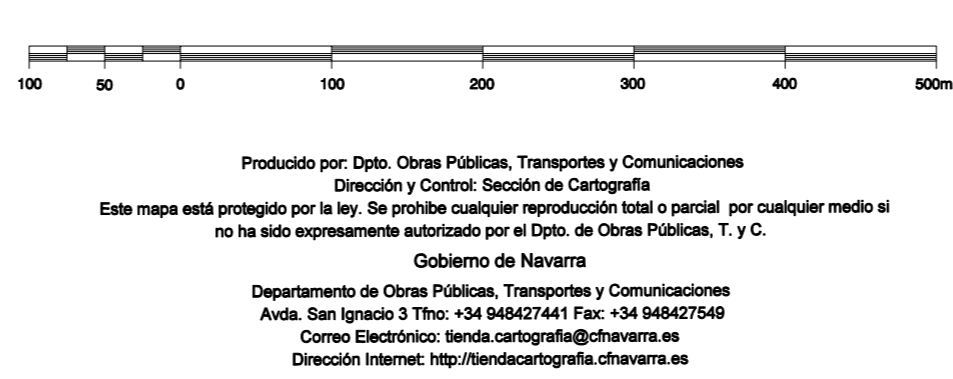 100 50 0 100 200 300 400 500m
Producido por: Dpto. Obras Públicas, Transportes y Comunicaciones
Dirección y Control: Sección de Cartografía
Este mapa está protegido por la ley. Se prohibe cualquier reproducción total o parcial por cualquier medio si
no ha sido expresamente autorizado por el Dpto. de Obras Públicas, T. y C.
Gobierno de Navarra
Departamento de Obras Públicas, Transportes y Comunicaciones
Avda. San Ignacio 3 Tfno: +34 948427441 Fax: +34 948427549
Correo Electrónico: tienda.cartografia@cfnavarra.es
Dirección Internet: http://tiendacartografia.cfnavarra.es